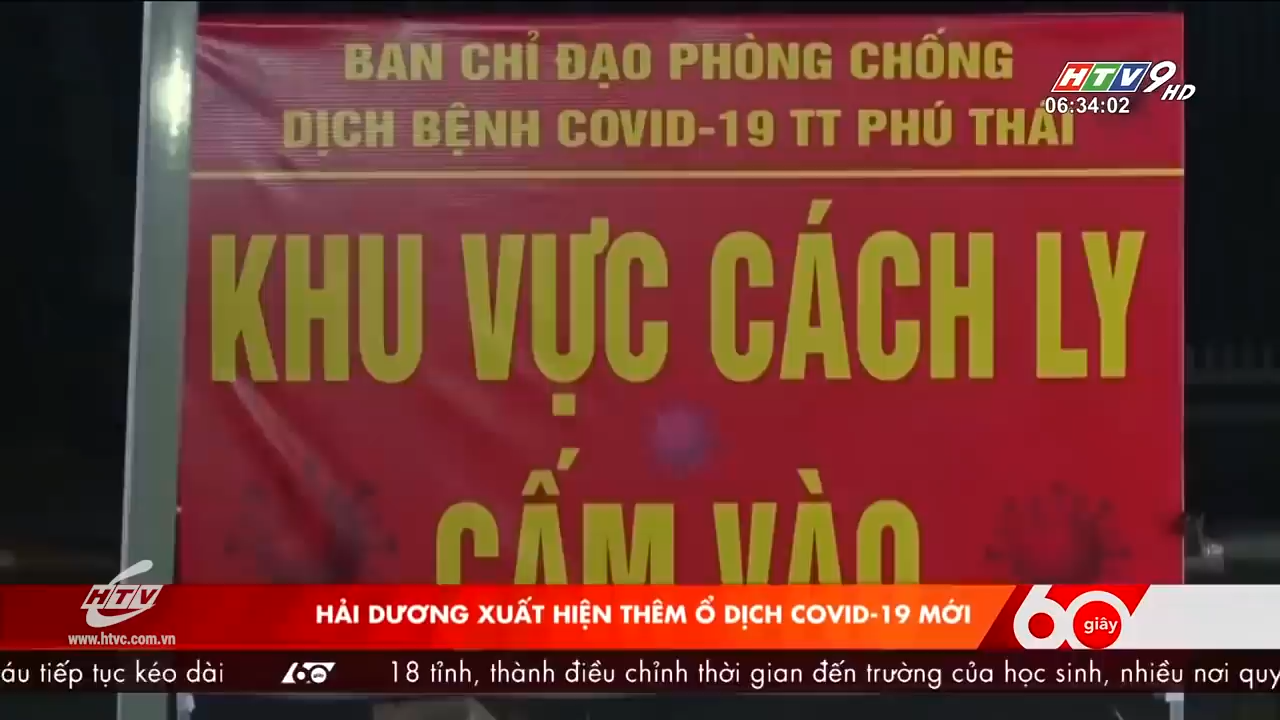 BAN CHỈ ĐẠO PHÒNG CHỐNG
DỊCH BỆNH COVID-19 TT PHÚ THÁI
HTV9 HD
06:34:02
KHU VỰC CÁCH LY
CẤM VÀO
HTV
www.htvc.com.vn
HẢI DƯƠNG XUẤT HIỆN THÊM Ổ DỊCH COVID-19 MỚI
60 giây
áu tiếp tục kéo dài 60 giây 18 tỉnh, thành điều chỉnh thời gian đến trường của học sinh, nhiều nơi quy